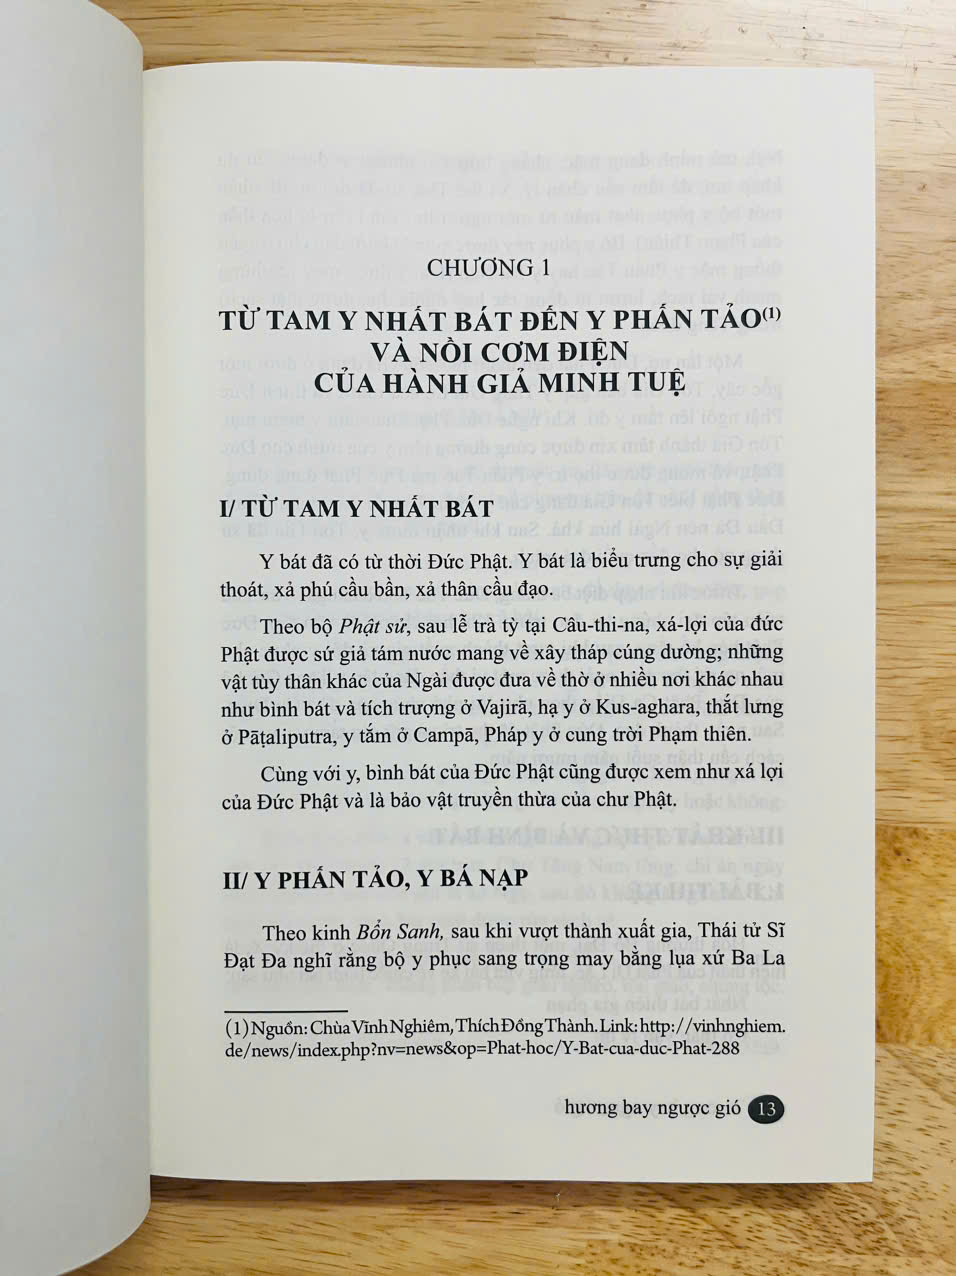 CHƯƠNG 1
TỪ TAM Y NHẤT BÁT ĐẾN Y PHẤN TẢO(1)
VÀ NỒI CƠM ĐIỆN
CỦA HÀNH GIẢ MINH TUỆ
I/ TỪ TAM Y NHẤT BÁT
Y bát đã có từ thời Đức Phật. Y bát là biểu trưng cho sự giải
thoát, xả phú cầu bần, xả thân cầu đạo.
Theo bộ Phật sử, sau lễ trà tỳ tại Câu-thi-na, xá-lợi của đức
Phật được sứ giả tám nước mang về xây tháp cúng dường; những
vật tùy thân khác của Ngài được đưa về thờ ở nhiều nơi khác nhau
như bình bát và tích trượng ở Vajirā, hạ y ở Kus-aghara, thắt lưng
ở Pāṭaliputra, y tắm ở Campā, Pháp y ở cung trời Phạm thiên.
Cùng với y, bình bát của Đức Phật cũng được xem như xá lợi
của Đức Phật và là bảo vật truyền thừa của chư Phật.
II/ Y PHẤN TẢO, Y BÁ NẠP
Theo kinh Bổn Sanh, sau khi vượt thành xuất gia, Thái tử Sĩ
Đạt Đa nghĩ rằng bộ y phục sang trọng may bằng lụa xứ Ba La
(1) Nguồn: Chùa Vĩnh Nghiêm, Thích Đồng Thành. Link: http://vinhnghiem.
de/news/index.php?nv=news&op=Phat-hoc/Y-Bat-cua-duc-Phat-288
hương bay ngược gió 13